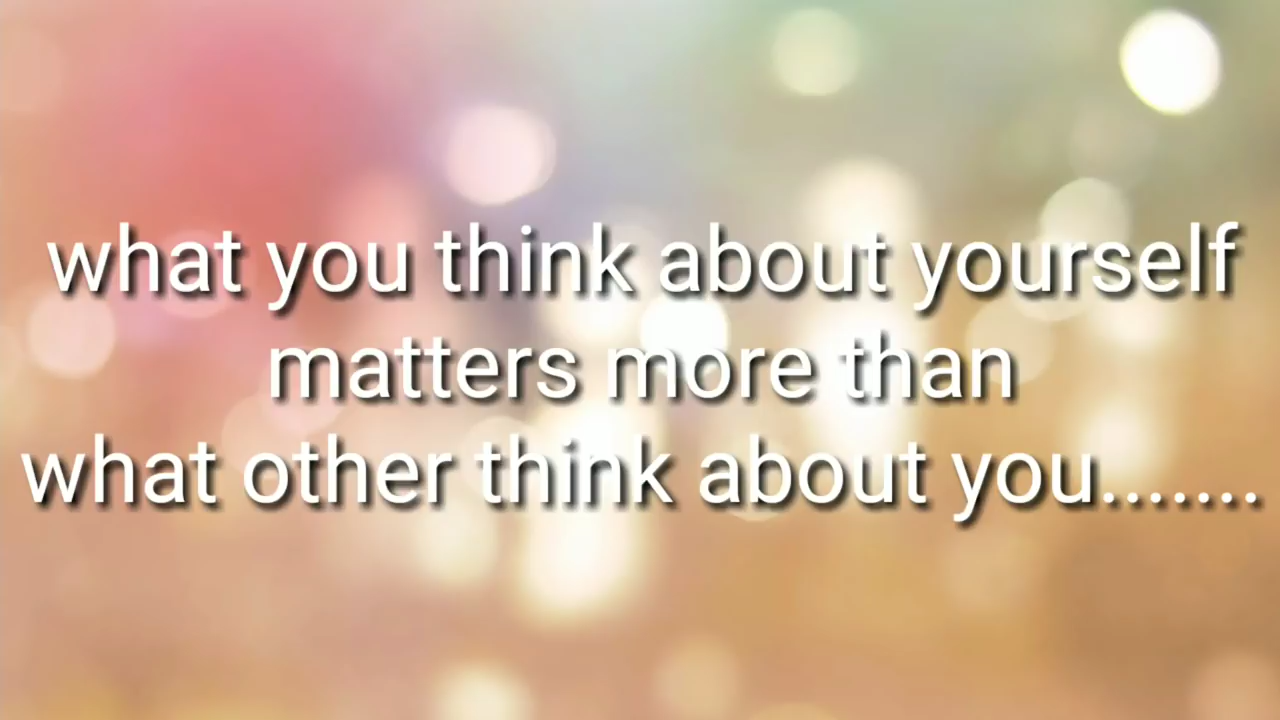 what you think about yourself
matters more than
what other think about you.......